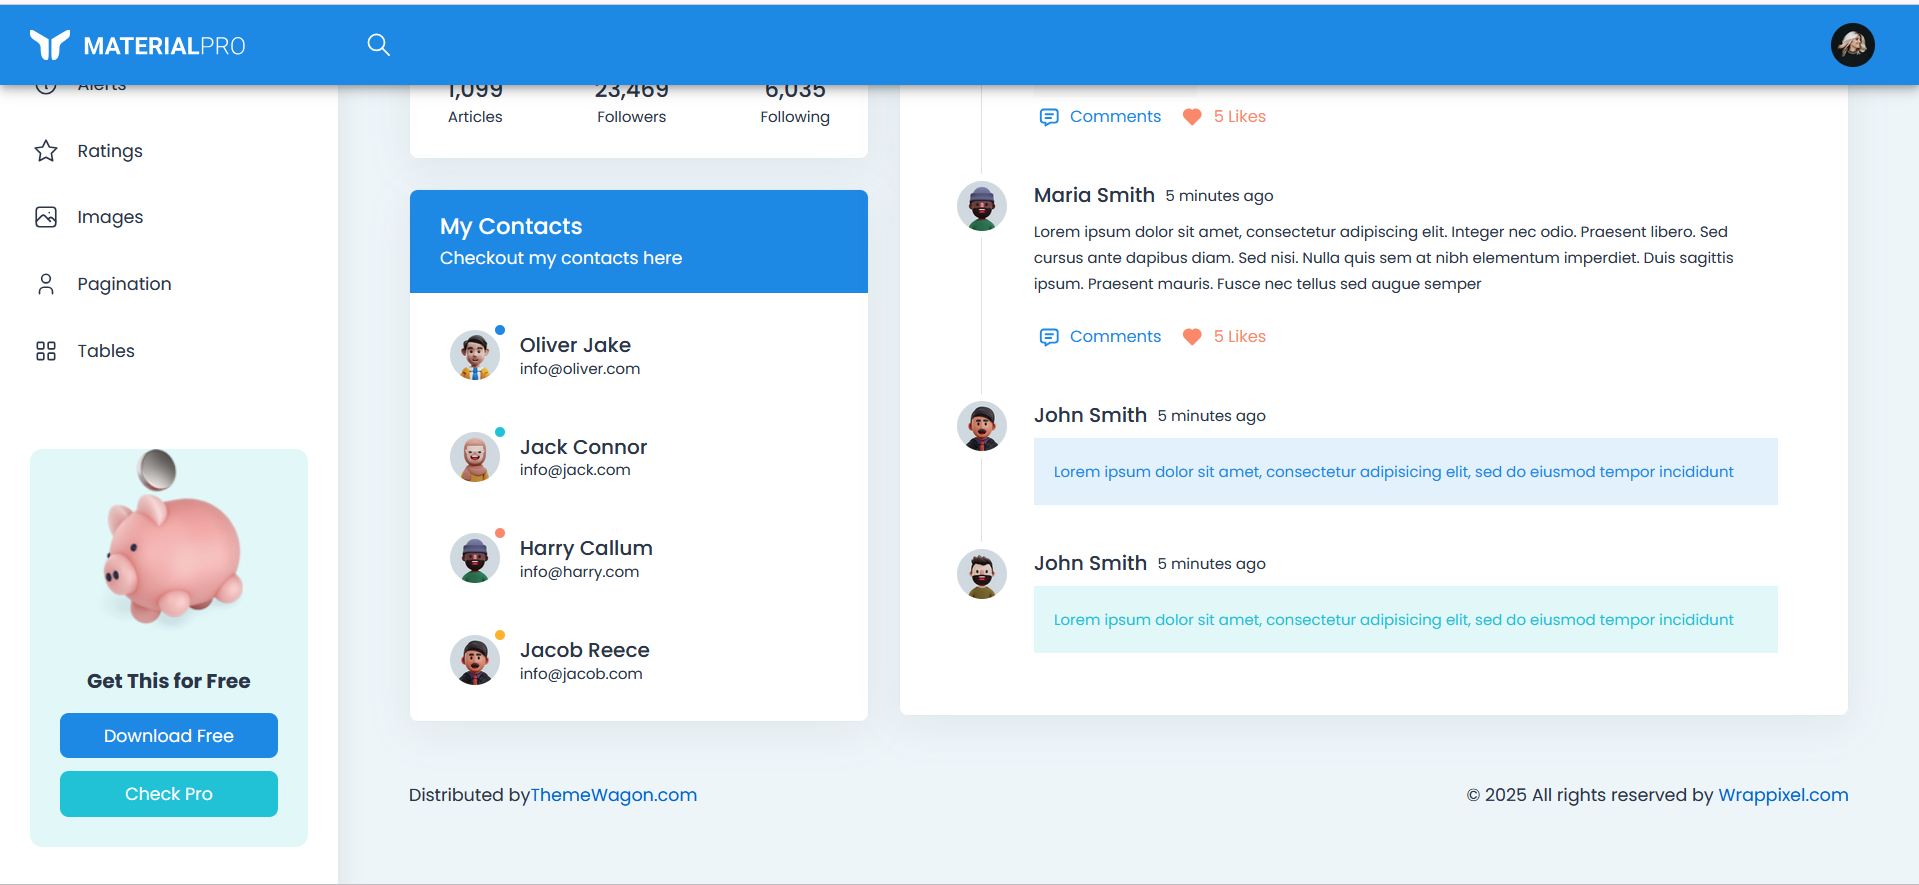 MATERIALPRO
Alerts
Ratings
Images
Pagination
Tables
Get This for Free
Download Free
Check Pro
1,099
23,469
6,035
Articles
Followers
Following
My Contacts
Checkout my contacts here
Oliver Jake
info@oliver.com
Jack Connor
info@jack.com
Harry Callum
info@harry.com
Jacob Reece
info@jacob.com
Comments 5 Likes
Maria Smith 5 minutes ago
Lorem ipsum dolor sit amet, consectetur adipiscing elit. Integer nec odio. Praesent libero. Sed
cursus ante dapibus diam. Sed nisi. Nulla quis sem at nibh elementum imperdiet. Duis sagittis
ipsum. Praesent mauris. Fusce nec tellus sed augue semper
Comments 5 Likes
John Smith 5 minutes ago
Lorem ipsum dolor sit amet, consectetur adipisicing elit, sed do eiusmod tempor incididunt
John Smith 5 minutes ago
Lorem ipsum dolor sit amet, consectetur adipisicing elit, sed do eiusmod tempor incididunt
Distributed byThemeWagon.com
© 2025 All rights reserved by Wrappixel.com